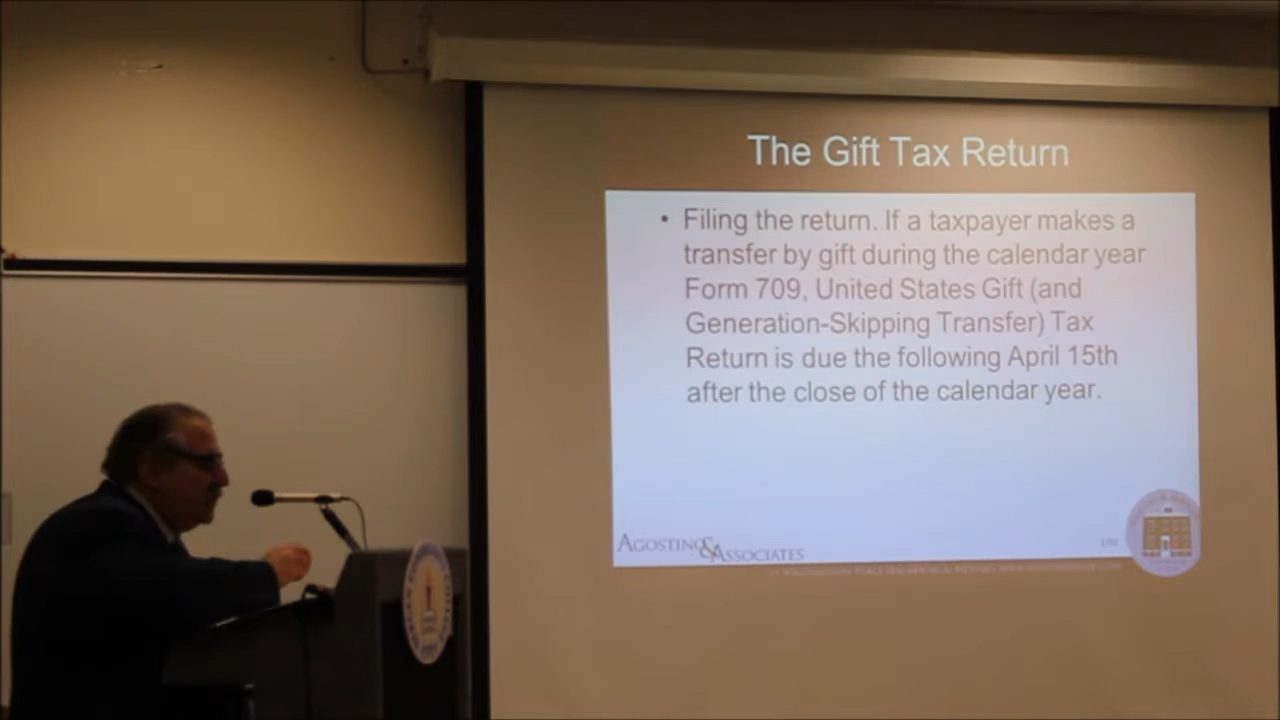 The Gift Tax Return
• Filing the return. If a taxpayer makes a
transfer by gift during the calendar year
Form 709, United States Gift (and
Generation-Skipping Transfer) Tax
Return is due the following April 15th
after the close of the calendar year.
AGOSTINO & ASSOCIATES